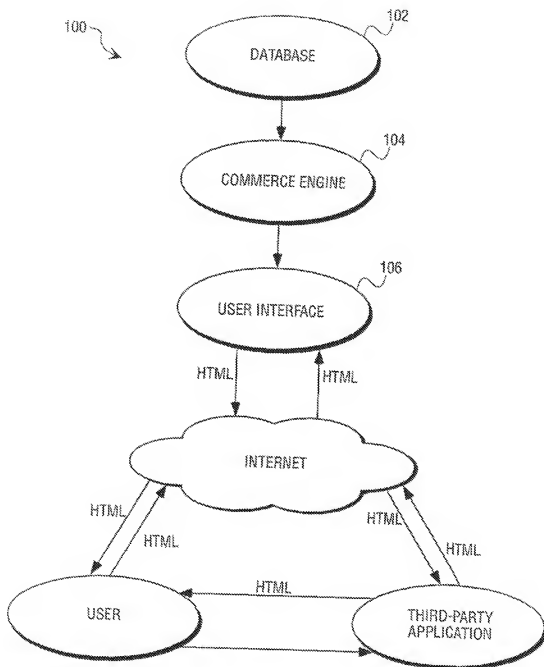 100
102
DATABASE
104
COMMERCE ENGINE
106
USER INTERFACE
HTML
HTML
INTERNET
HTML
HTML
HTML
HTML
HTML
USER
THIRD-PARTY
APPLICATION